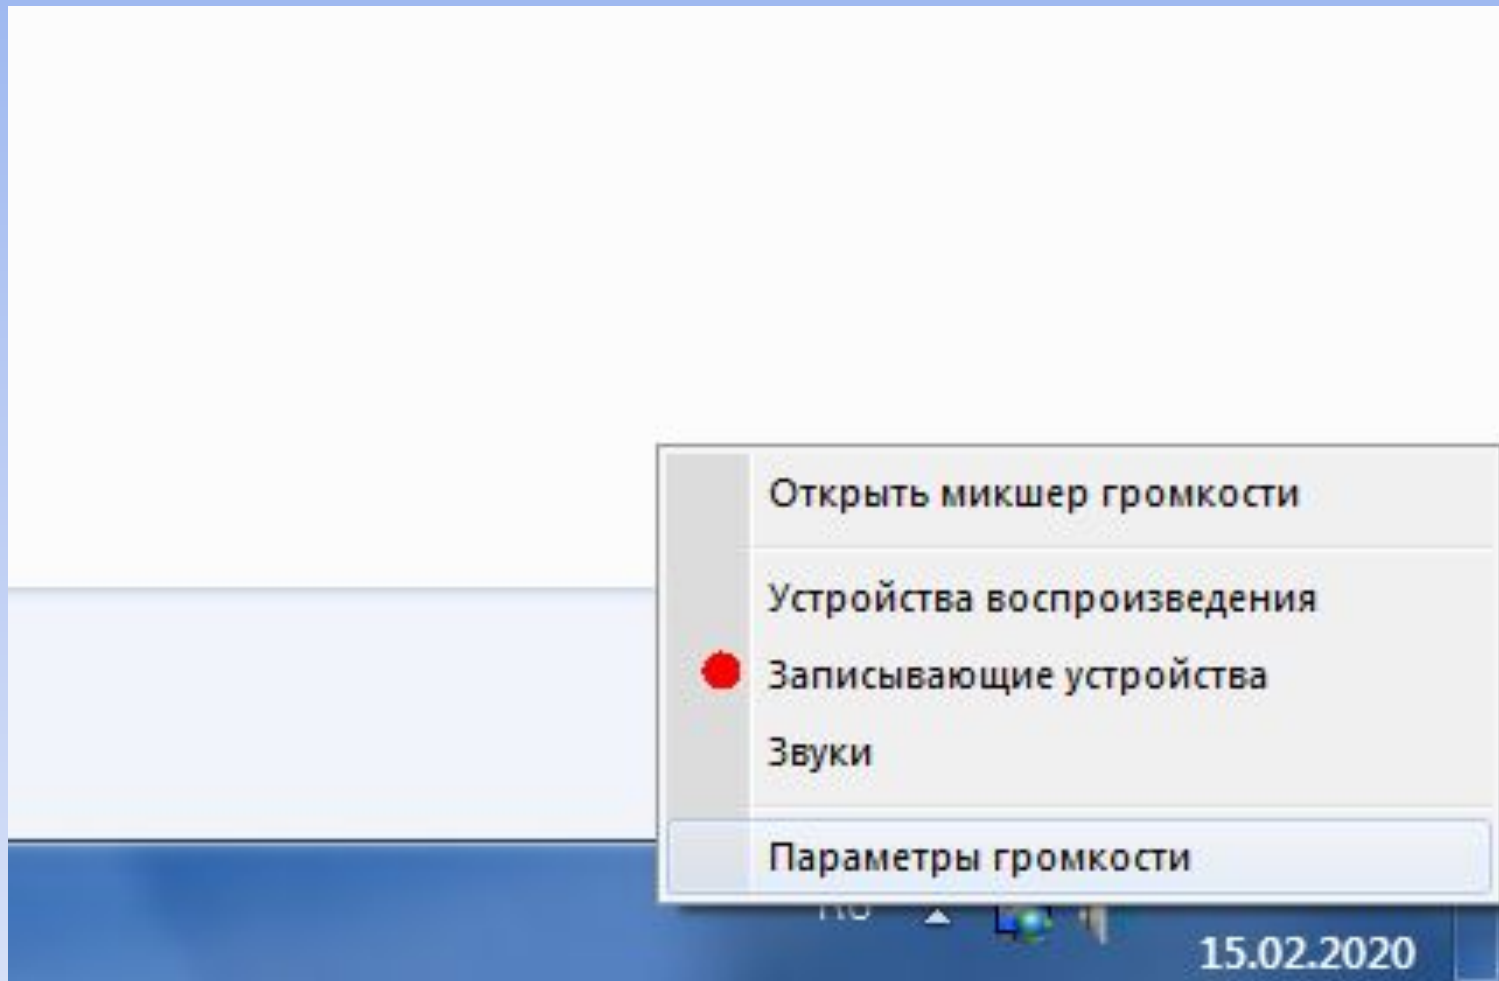 Открыть микшер громкости
Устройства воспроизведения
Записывающие устройства
Звуки
Параметры громкости
15.02.2020